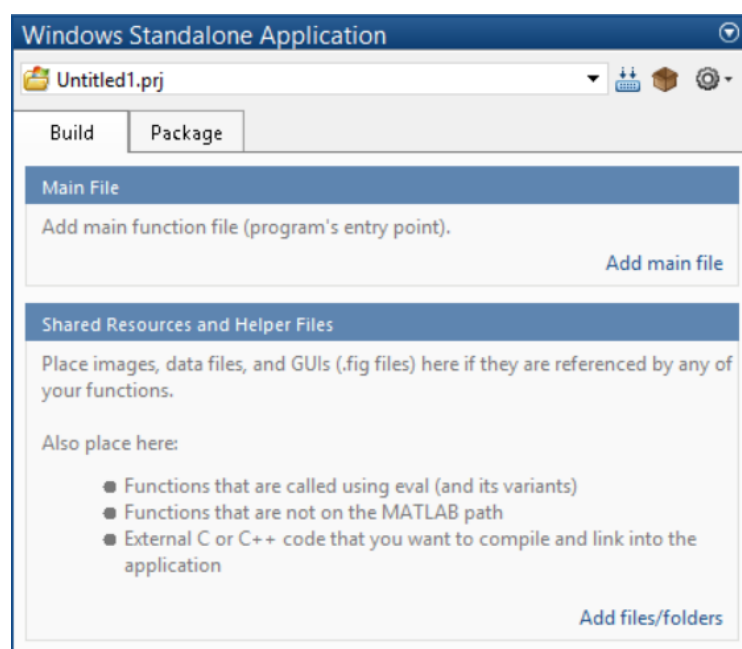 Windows Standalone Application
Untitled1.prj
Build Package
Main File
Add main function file (program's entry point).
Add main file
Shared Resources and Helper Files
Place images, data files, and GUIs (.fig files) here if they are referenced by any of
your functions.
Also place here:
Functions that are called using eval (and its variants)
Functions that are not on the MATLAB path
External C or C++ code that you want to compile and link into the
application
Add files/folders